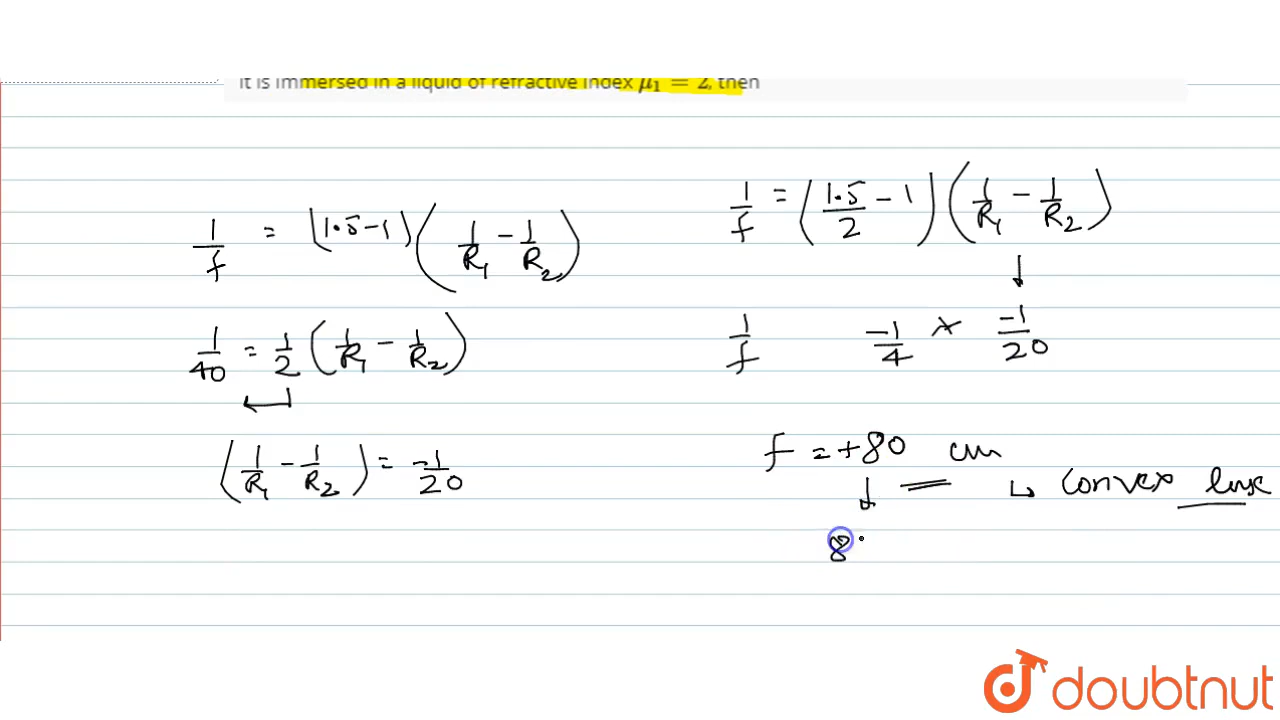 it is immersed in a liquid of refractive index μ₁ = 2, then
1/f = (1.5-1) (1/R₁ - 1/R₂)
1/40 = 1/2 (1/R₁ - 1/R₂)
(1/R₁ - 1/R₂) = -1/20
1/f = (1.5/2 - 1) (1/R₁ - 1/R₂)
1/f -1/4 × -1/20
f = +80 cm
↳ convex
8
doubtnut